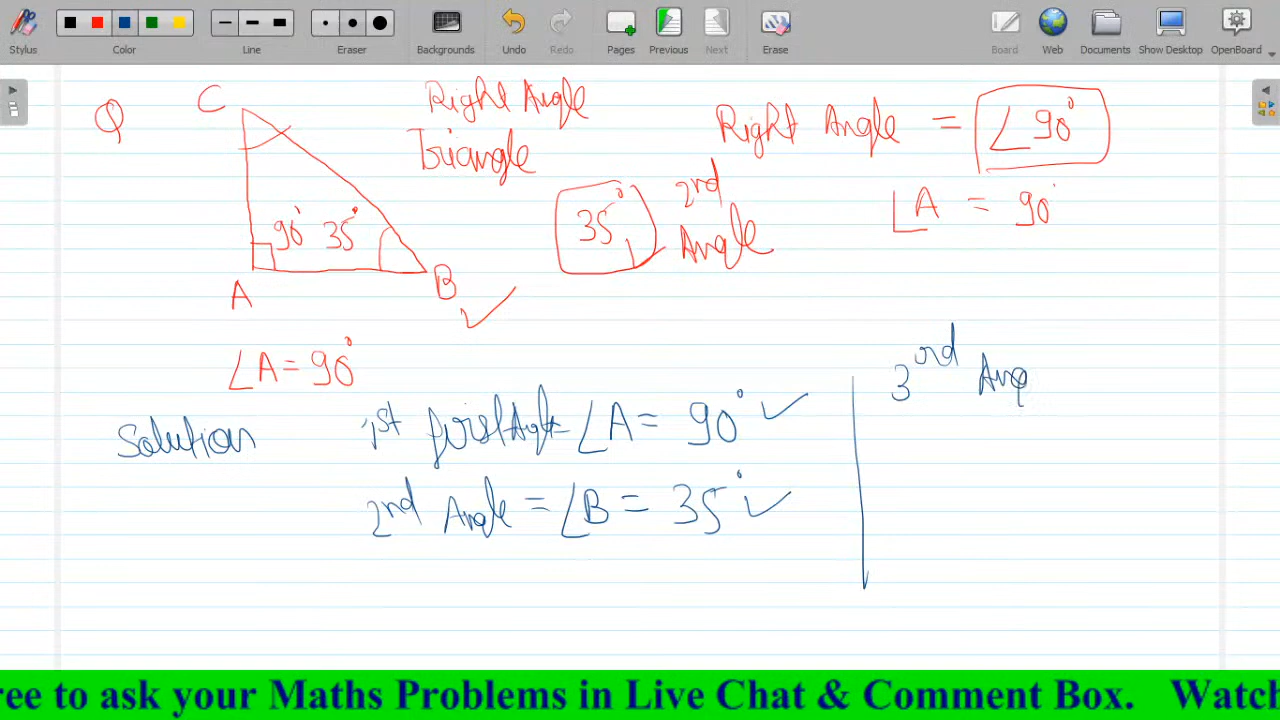 Stylus
Color
Line
Eraser
Backgrounds
Undo
Redo
Pages
Previous
Next
Erase
Board
Web
Documents
Show Desktop
OpenBoard
Q
C
Right Angle
Triangle
Right Angle = ∠90°
90° 35°
35°
2nd
Angle
∠A = 90°
A
B
∠A = 90°
Solution
1st first Angle = ∠A = 90° ✓
2nd Angle = ∠B = 35° ✓
3rd Ang
ree to ask your Maths Problems in Live Chat & Comment Box. Watch